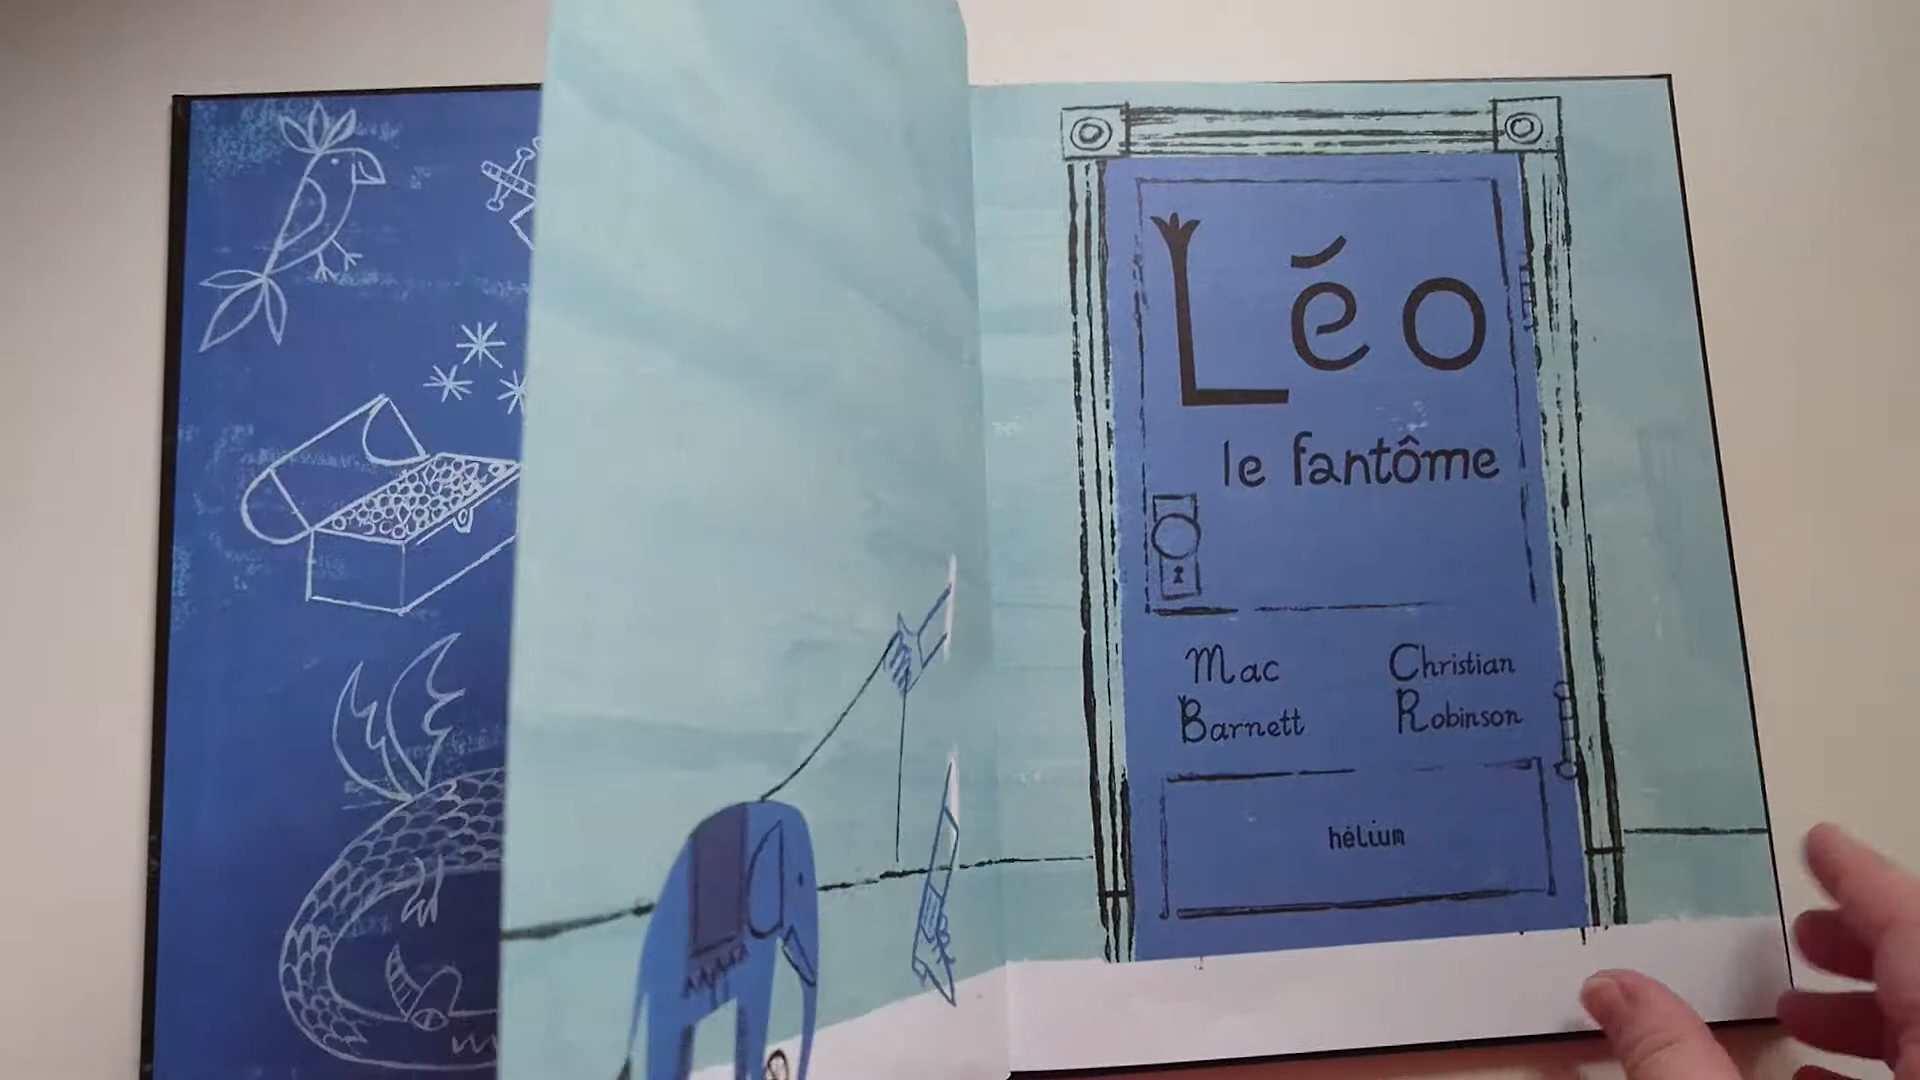 Léo
le fantôme
Mac
Barnett
Christian
Robinson
hélium